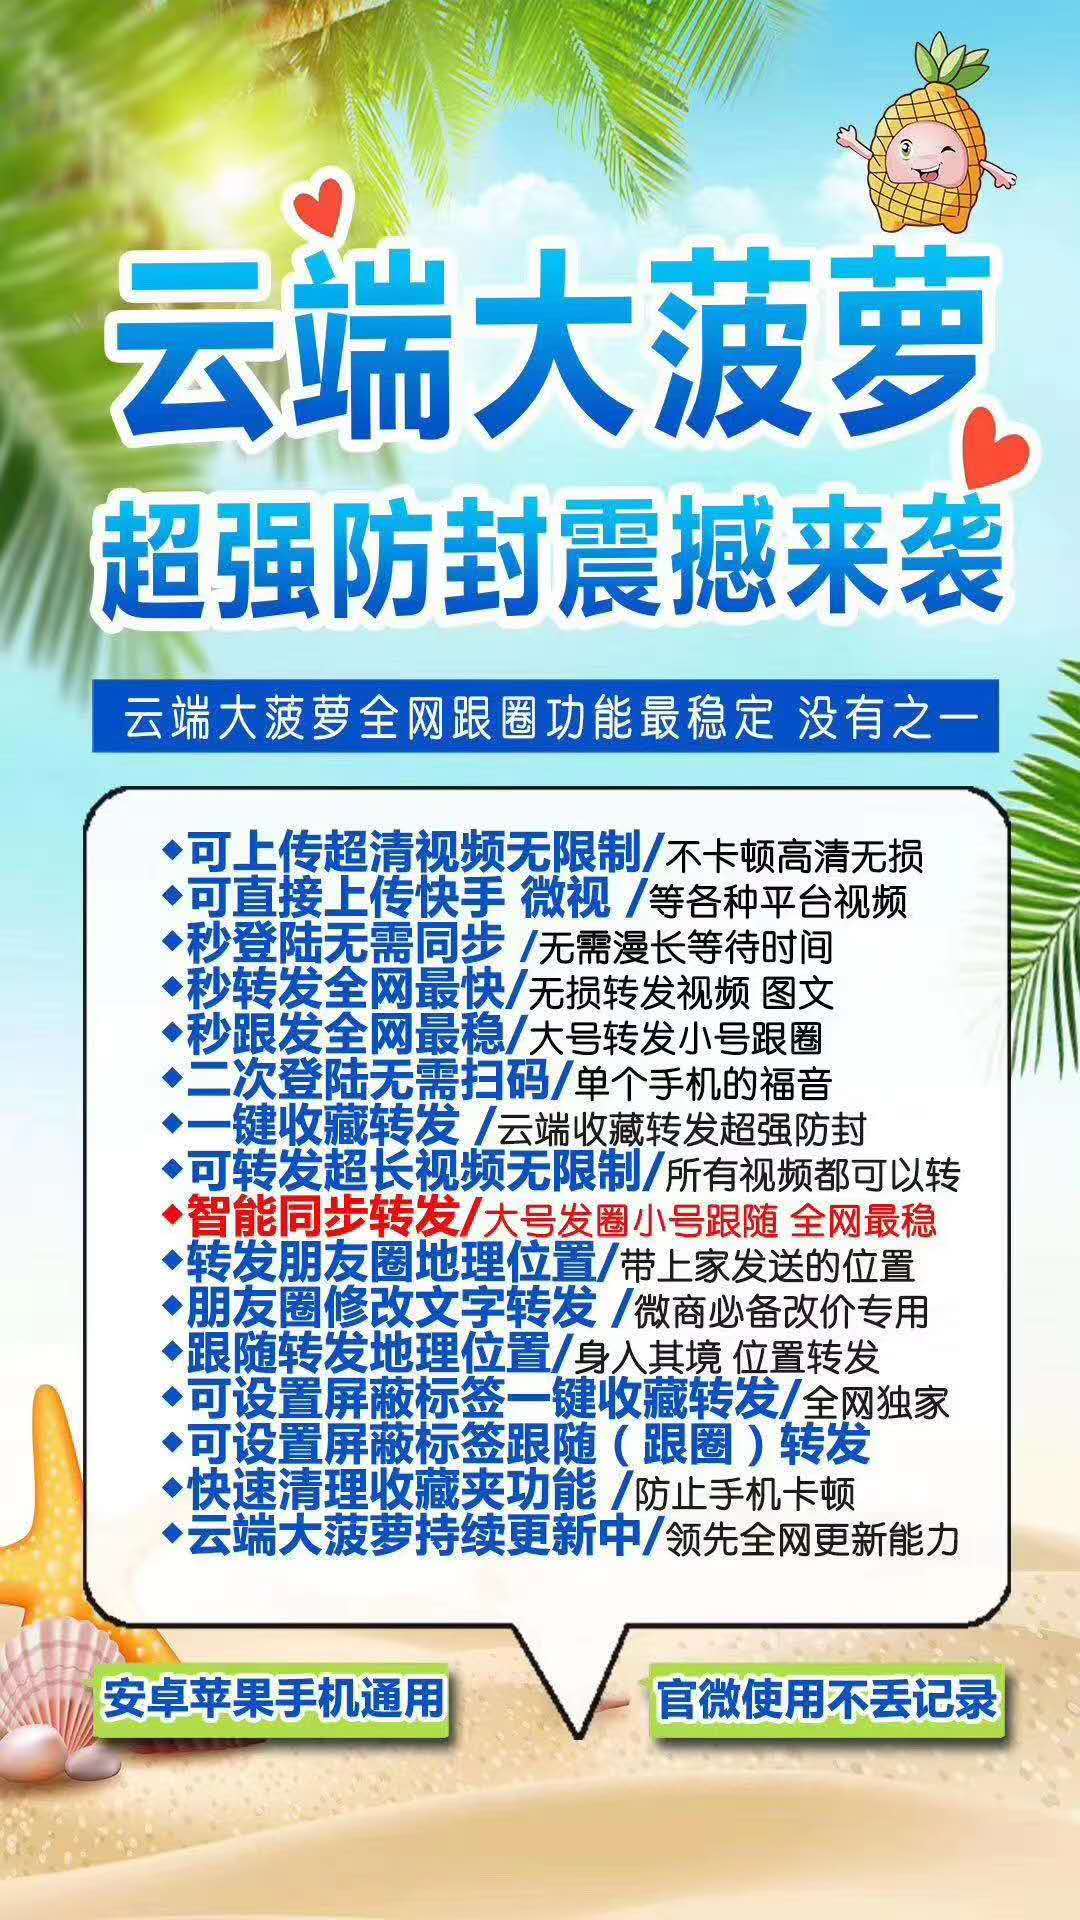 云端大菠萝
超强防封震撼来袭
云端大菠萝全网跟圈功能最稳定 没有之一
◆可上传超清视频无限制/不卡顿高清无损
◆可直接上传快手 微视 /等各种平台视频
◆秒登陆无需同步 /无需漫长等待时间
◆秒转发全网最快/无损转发视频 图文
◆秒跟发全网最稳/大号转发小号跟圈
◆二次登陆无需扫码/单个手机的福音
◆一键收藏转发 /云端收藏转发超强防封
◆可转发超长视频无限制/所有视频都可以转
◆智能同步转发/大号发圈小号跟随 全网最稳
◆转发朋友圈地理位置/带上家发送的位置
◆朋友圈修改文字转发 /微商必备改价专用
◆跟随转发地理位置/身入其境 位置转发
◆可设置屏蔽标签一键收藏转发/全网独家
◆可设置屏蔽标签跟随（跟圈）转发
◆快速清理收藏夹功能 /防止手机卡顿
◆云端大菠萝持续更新中/领先全网更新能力
安卓苹果手机通用
官微使用不丢记录